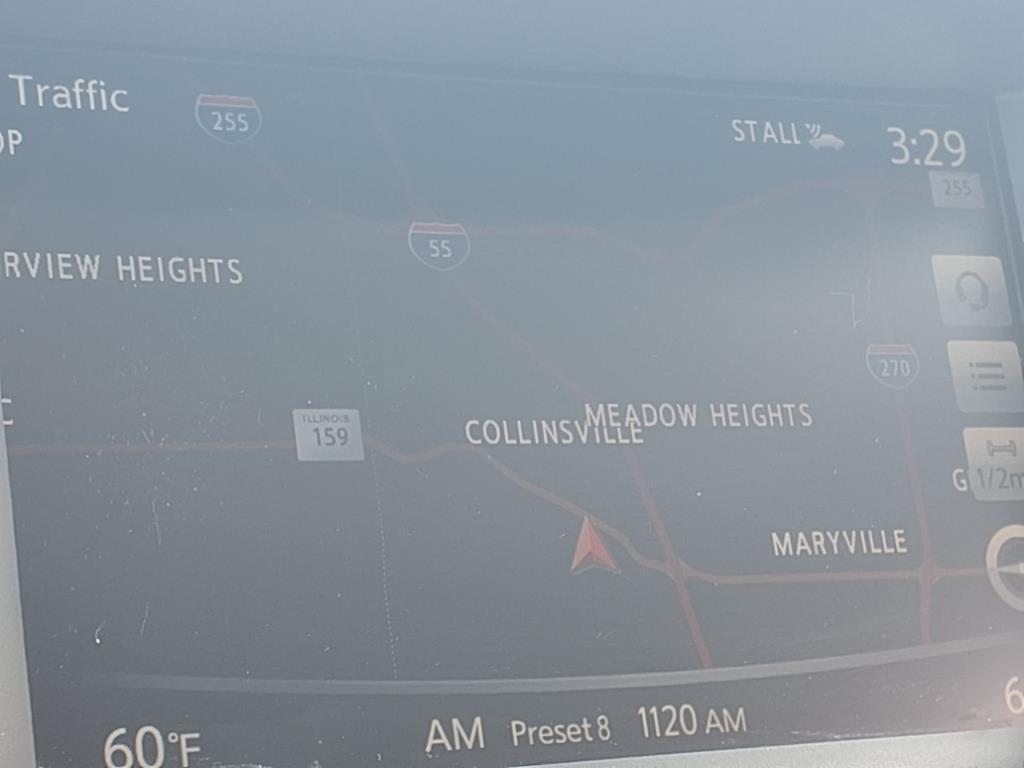 Traffic
255
STALL
3:29
255
55
RVIEW HEIGHTS
270
ILLINOIS
159
MEADOW HEIGHTS
COLLINSVILLE
G
1/2m
MARYVILLE
60°F
AM Preset 8 1120 AM
6